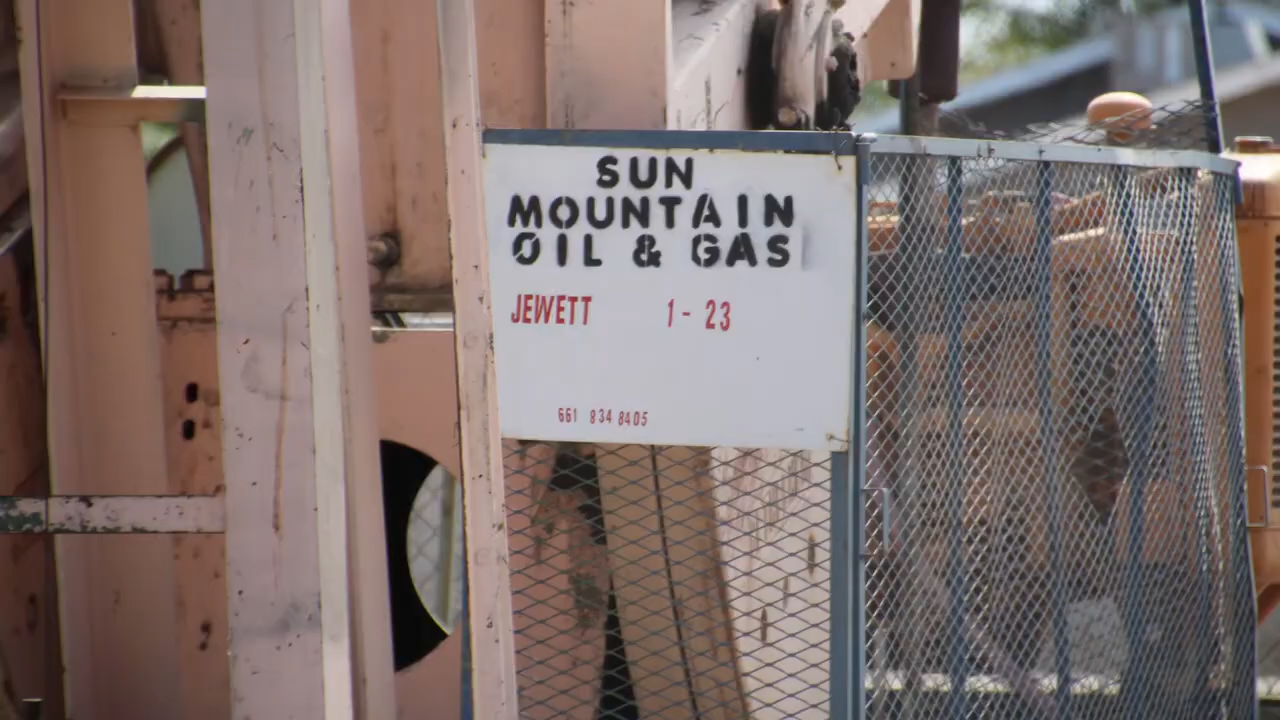 SUN
MOUNTAIN
OIL & GAS
JEWETT 1-23
661 834 8405